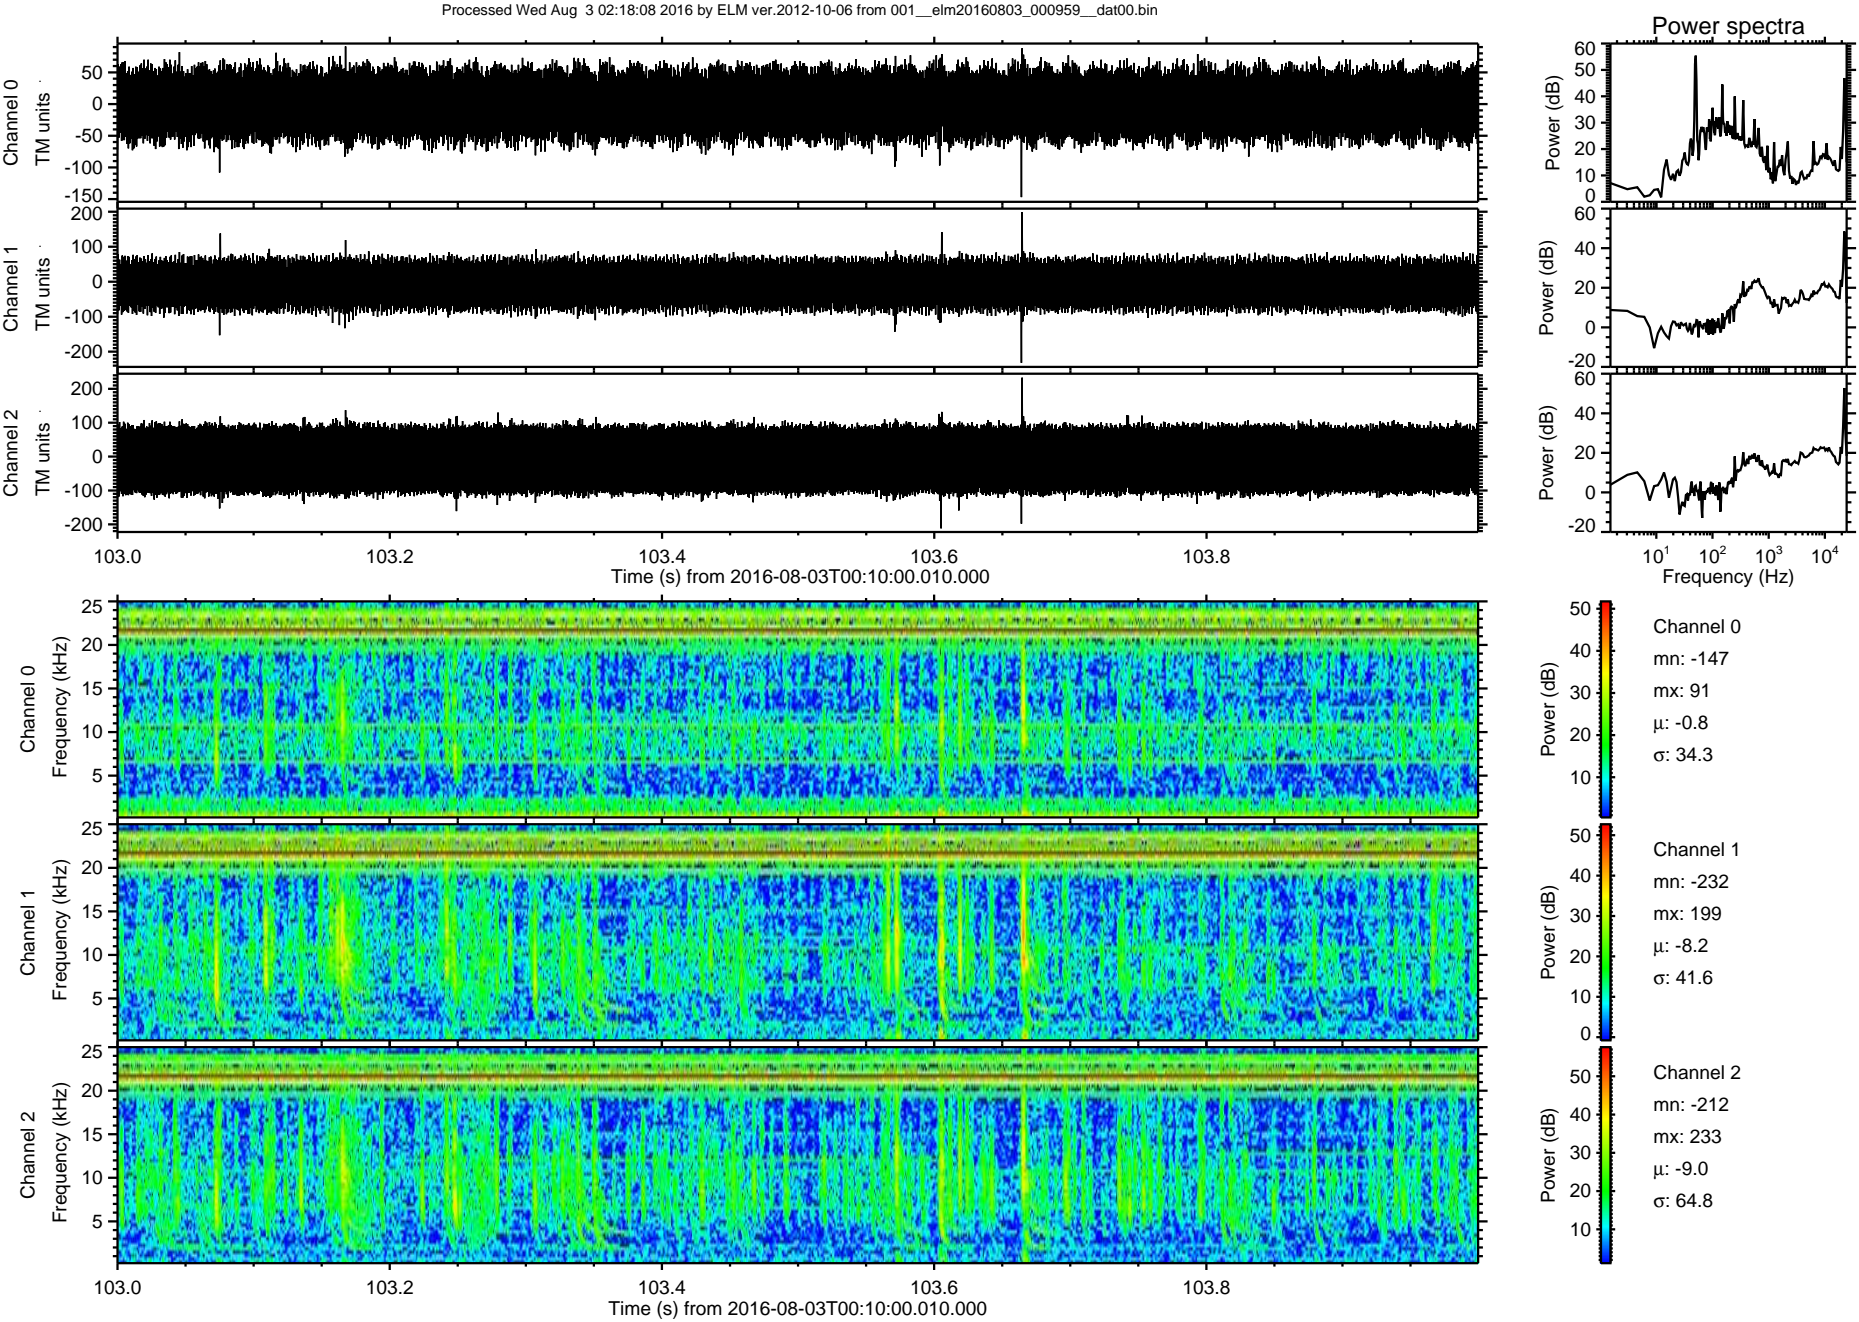 Processed Wed Aug  3 02:18:08 2016 by ELM ver.2012-10-06 from 001__elm20160803_000959__dat00.bin
Power spectra
Channel 0
TM units
50
0
-50
-100
-150
Power (dB)
60
50
40
30
20
10
0
Channel 1
TM units
200
100
0
-100
-200
Power (dB)
60
40
20
0
-20
Channel 2
TM units
200
100
0
-100
-200
Power (dB)
60
40
20
0
-20
103.0 103.2 103.4 103.6 103.8
Time (s) from 2016-08-03T00:10:00.010.000
10¹ 10² 10³ 10⁴
Frequency (Hz)
Channel 0
Frequency (kHz)
25
20
15
10
5
Power (dB)
50
40
30
20
10
Channel 0
mn: -147
mx: 91
µ: -0.8
σ: 34.3
Channel 1
Frequency (kHz)
25
20
15
10
5
Power (dB)
50
40
30
20
10
0
Channel 1
mn: -232
mx: 199
µ: -8.2
σ: 41.6
Channel 2
Frequency (kHz)
25
20
15
10
5
Power (dB)
50
40
30
20
10
Channel 2
mn: -212
mx: 233
µ: -9.0
σ: 64.8
103.0 103.2 103.4 103.6 103.8
Time (s) from 2016-08-03T00:10:00.010.000